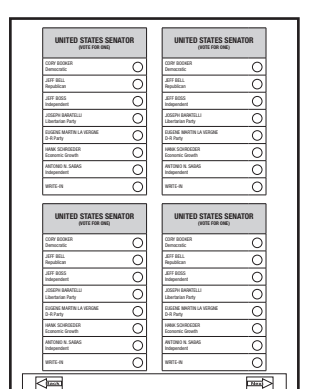 UNITED STATES SENATOR
(VOTE FOR ONE)
CORY BOOKER
Democratic
JEFF BELL
Republican
JEFF BOSS
Independent
JOSEPH BARATELLI
Libertarian Party
EUGENE MARTIN LA VERGNE
D-R Party
HANK SCHROEDER
Economic Growth
ANTONIO N. SABAS
Independent
WRITE-IN
UNITED STATES SENATOR
(VOTE FOR ONE)
CORY BOOKER
Democratic
JEFF BELL
Republican
JEFF BOSS
Independent
JOSEPH BARATELLI
Libertarian Party
EUGENE MARTIN LA VERGNE
D-R Party
HANK SCHROEDER
Economic Growth
ANTONIO N. SABAS
Independent
WRITE-IN
UNITED STATES SENATOR
(VOTE FOR ONE)
CORY BOOKER
Democratic
JEFF BELL
Republican
JEFF BOSS
Independent
JOSEPH BARATELLI
Libertarian Party
EUGENE MARTIN LA VERGNE
D-R Party
HANK SCHROEDER
Economic Growth
ANTONIO N. SABAS
Independent
WRITE-IN
UNITED STATES SENATOR
(VOTE FOR ONE)
CORY BOOKER
Democratic
JEFF BELL
Republican
JEFF BOSS
Independent
JOSEPH BARATELLI
Libertarian Party
EUGENE MARTIN LA VERGNE
D-R Party
HANK SCHROEDER
Economic Growth
ANTONIO N. SABAS
Independent
WRITE-IN